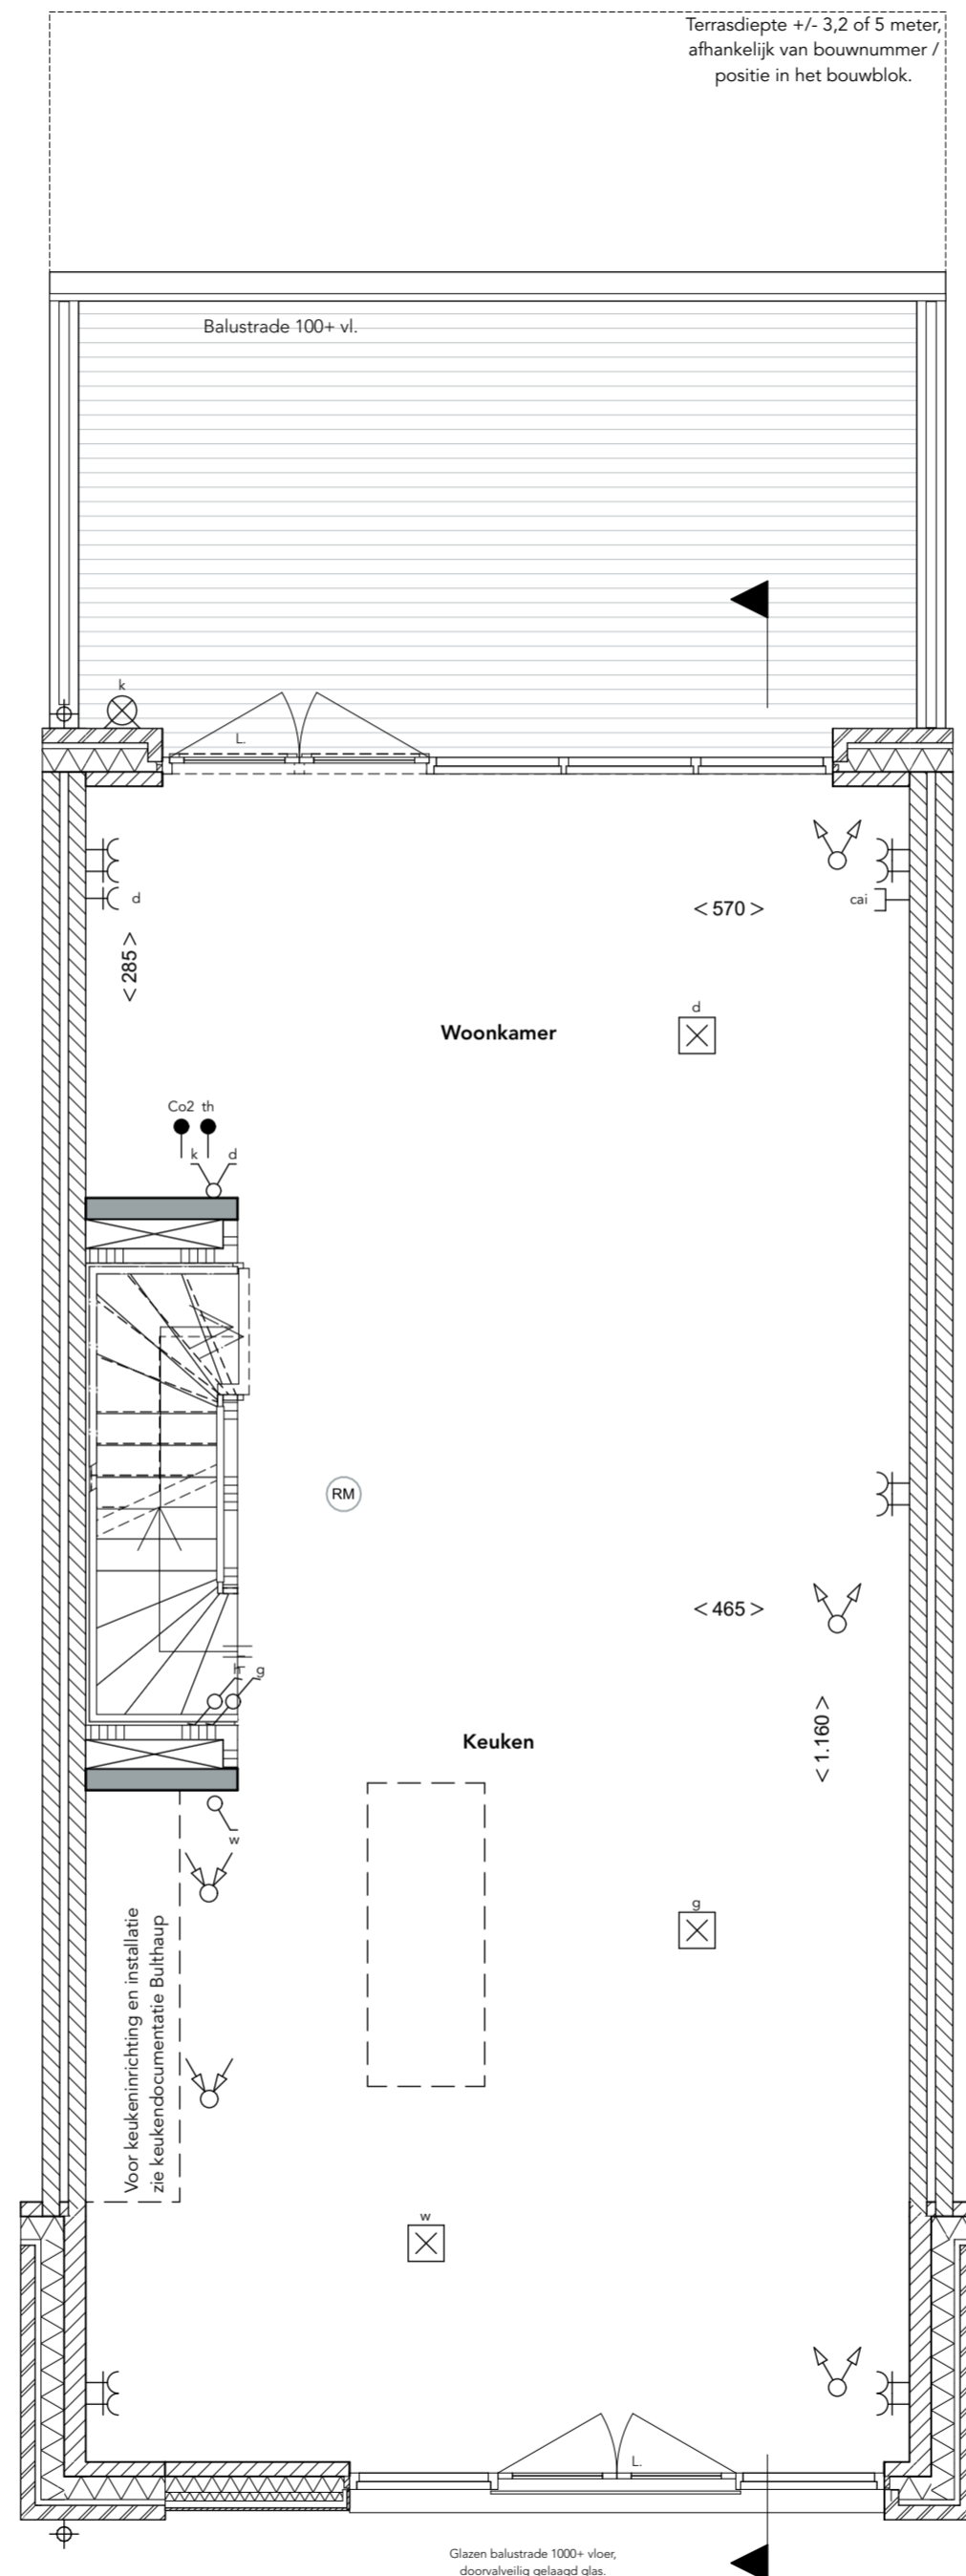 Terrasdiepte +/- 3,2 of 5 meter,
afhankelijk van bouwnummer /
positie in het bouwblok.
Balustrade 100+ vl.
k
L.
d
cai
< 570 >
< 285 >
Woonkamer
d
Co2 th
k d
RM
< 465 >
h g
< 1.160 >
Keuken
w
g
Voor keukeninrichting en installatie
zie keukendocumentatie Bulthaup
w
L.
Glazen balustrade 1000+ vloer,
doorvalveilig gelaagd glas.